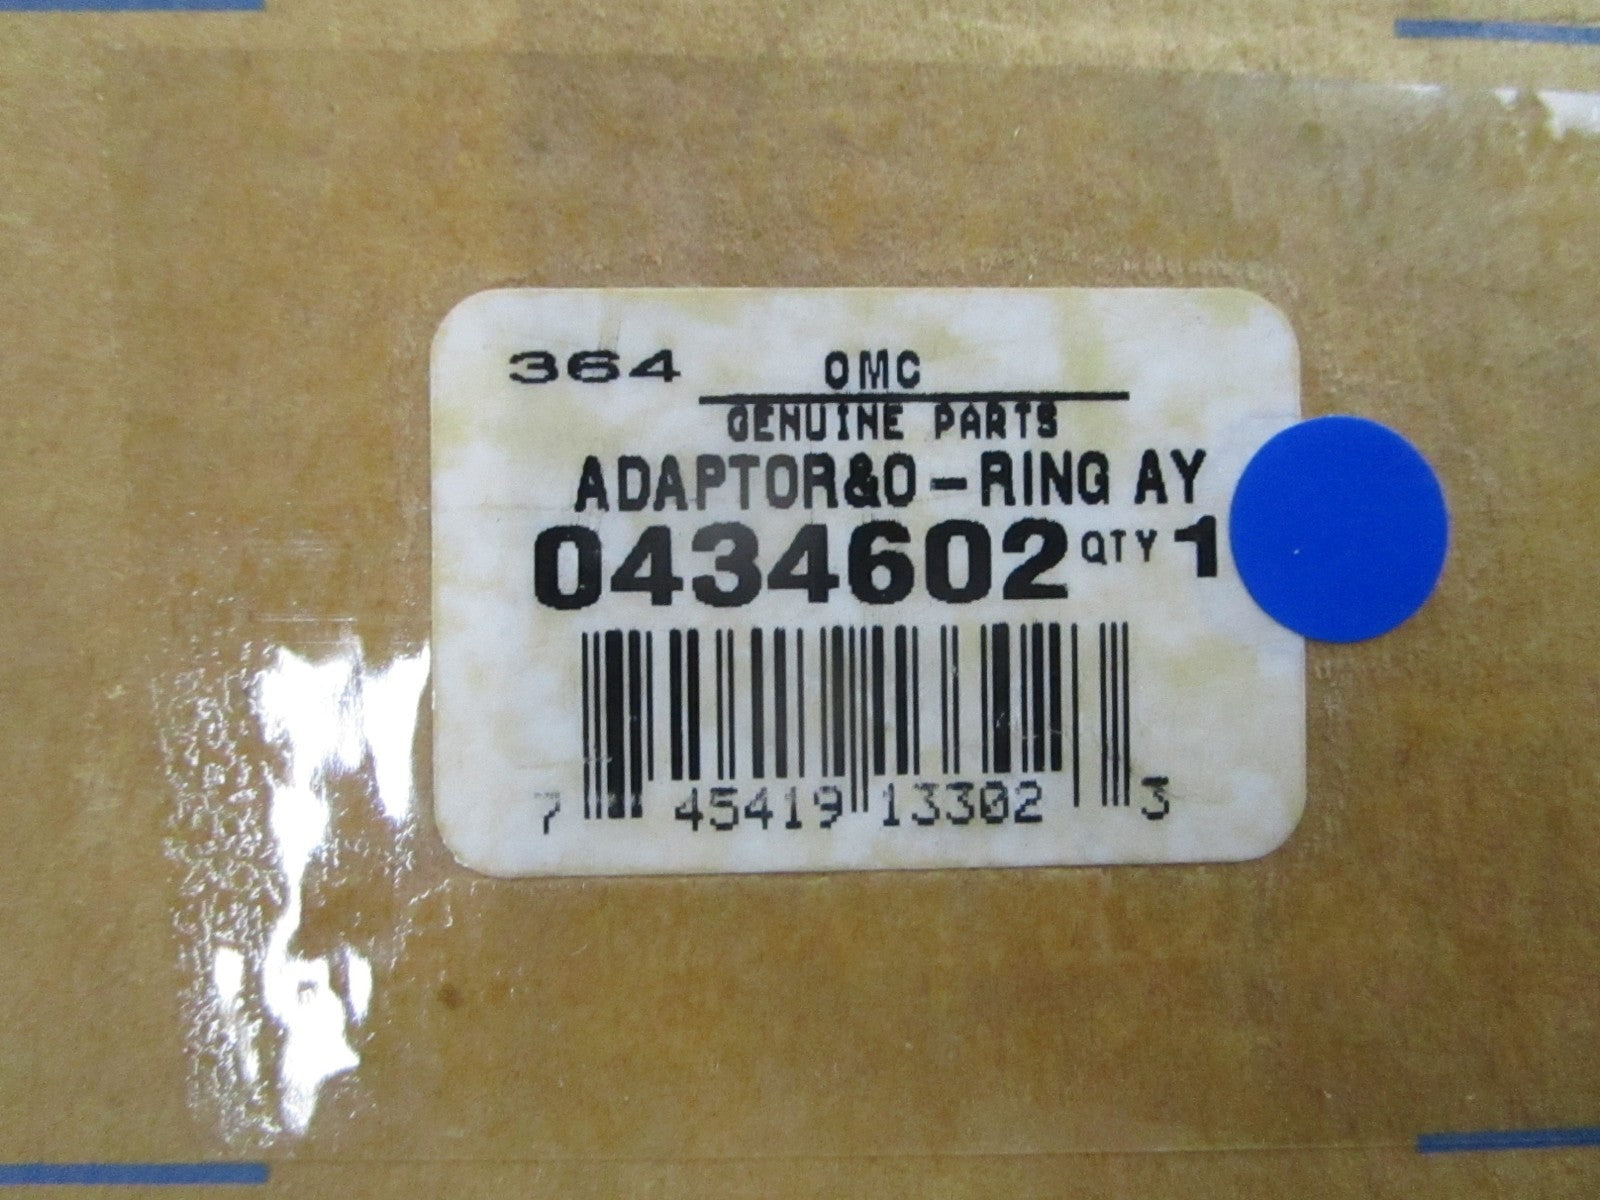 364 OMC
GENUINE PARTS
ADAPTOR&O-RING AY
0434602 QTY 1
7 45419 13302 3